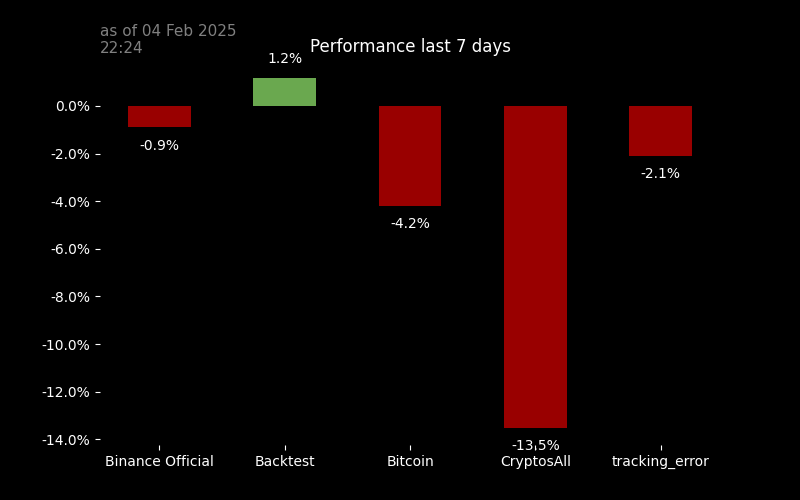 as of 04 Feb 2025
22:24
Performance last 7 days
1.2%
0.0%
-0.9%
-2.0%
-2.1%
-4.0%
-4.2%
-6.0%
-8.0%
-10.0%
-12.0%
-14.0%
-13.5%
Binance Official
Backtest
Bitcoin
CryptosAll
tracking_error